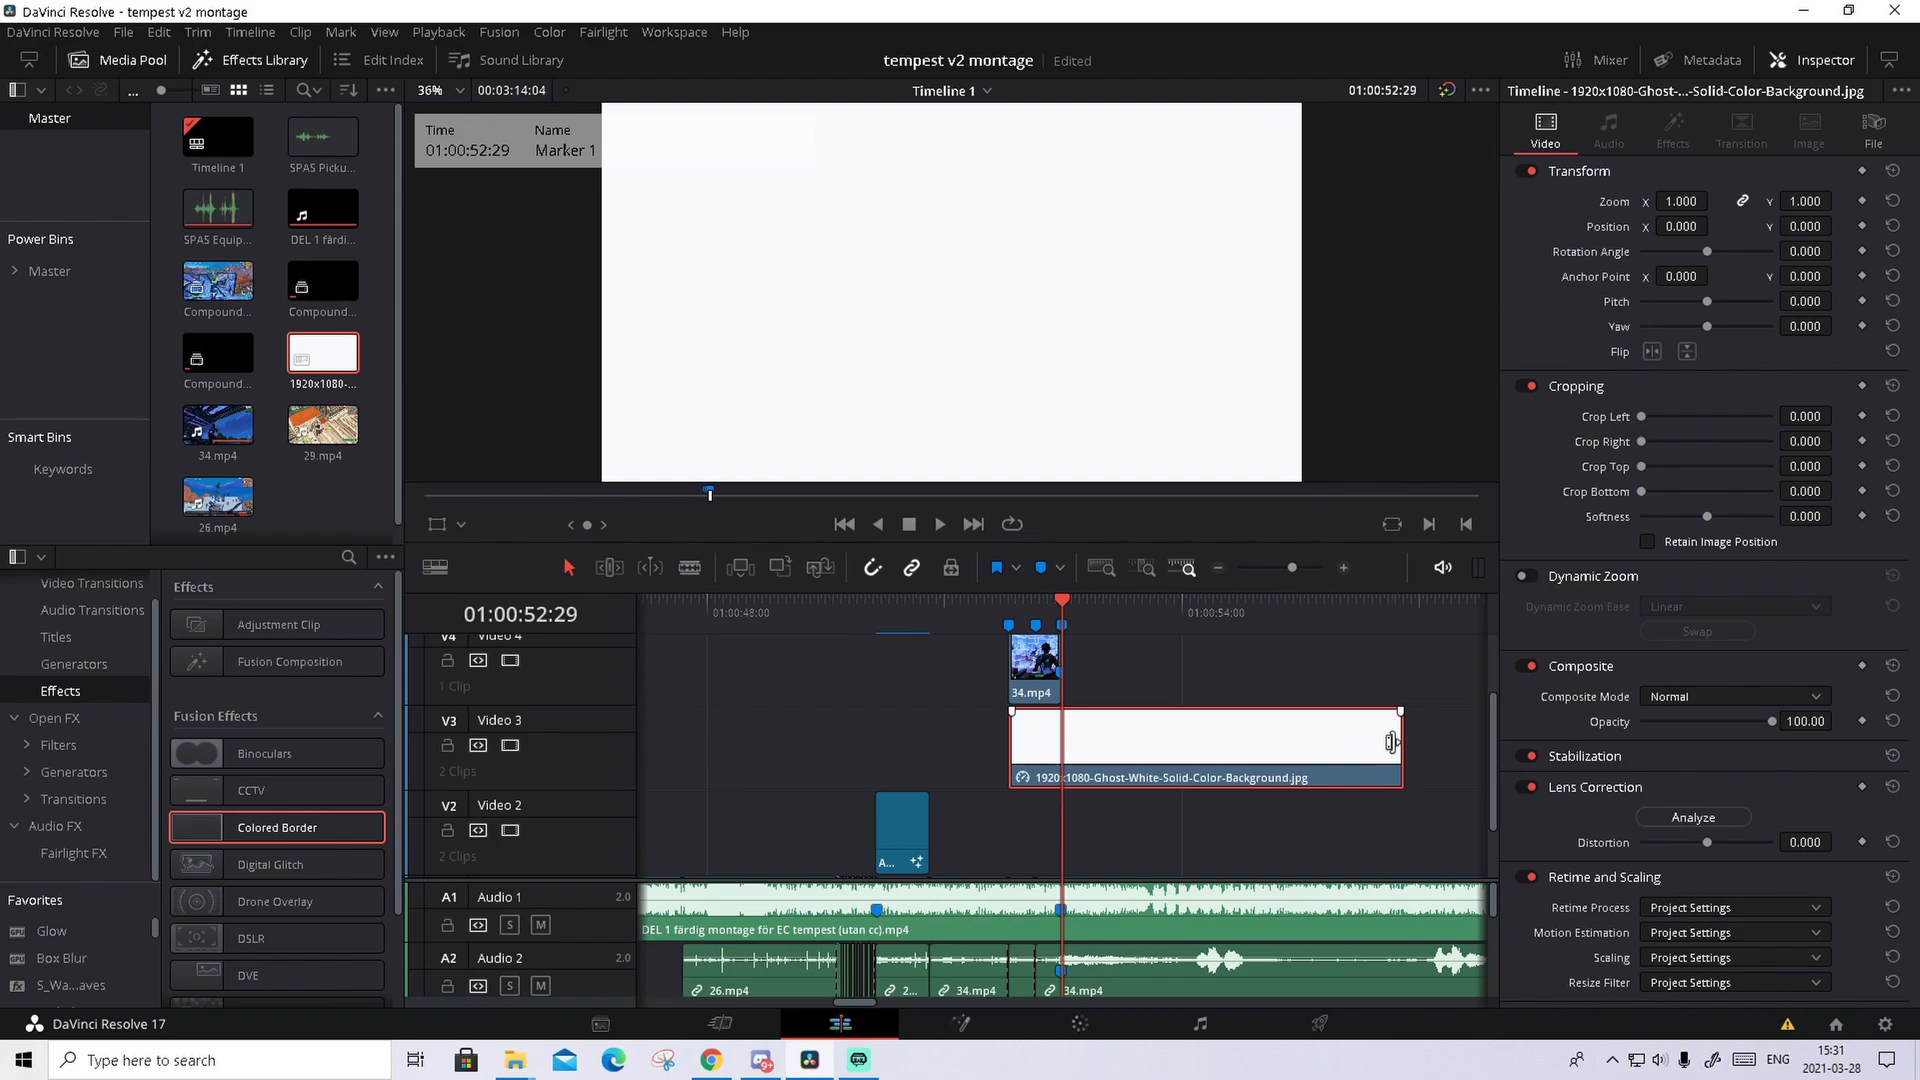 DaVinci Resolve - tempest v2 montage
DaVinci Resolve File Edit Trim Timeline Clip Mark View Playback Fusion Color Fairlight Workspace Help
Media Pool Effects Library Edit Index Sound Library tempest v2 montage Edited Mixer Metadata Inspector
... 36% 00:03:14:04 Timeline 1 01:00:52:29 Timeline - 1920x1080-Ghost-...-Solid-Color-Background.jpg
Master
Power Bins
Master
Smart Bins
Keywords
Timeline 1 SPAS Picku...
SPAS Equip... DEL 1 färdi...
Compound... Compound...
Compound... 1920x1080-...
34.mp4 29.mp4
26.mp4
Time Name
01:00:52:29 Marker 1
Video Audio Effects Transition Image File
Transform
Zoom X 1.000 Y 1.000
Position X 0.000 Y 0.000
Rotation Angle 0.000
Anchor Point X 0.000 Y 0.000
Pitch 0.000
Yaw 0.000
Flip
Cropping
Crop Left 0.000
Crop Right 0.000
Crop Top 0.000
Crop Bottom 0.000
Softness 0.000
Retain Image Position
Dynamic Zoom
Dynamic Zoom Ease Linear
Swap
Composite
Composite Mode Normal
Opacity 100.00
Stabilization
Lens Correction
Analyze
Distortion 0.000
Retime and Scaling
Retime Process Project Settings
Motion Estimation Project Settings
Scaling Project Settings
Resize Filter Project Settings
Video Transitions
Audio Transitions
Titles
Generators
Effects
Open FX
Filters
Generators
Transitions
Audio FX
Fairlight FX
Favorites
Glow
Box Blur
S_Wa...aves
Effects
Adjustment Clip
Fusion Composition
Fusion Effects
Binoculars
CCTV
Colored Border
Digital Glitch
Drone Overlay
DSLR
DVE
01:00:52:29 01:00:48:00 01:00:54:00
V4 Video 4
1 Clip
34.mp4
V3 Video 3
2 Clips
1920x1080-Ghost-White-Solid-Color-Background.jpg
V2 Video 2
2 Clips
A...
A1 Audio 1 2.0
S M
DEL 1 färdig montage för EC tempest (utan cc).mp4
A2 Audio 2 2.0
S M
26.mp4 2... 34.mp4 34.mp4
DaVinci Resolve 17
Type here to search
9+
ENG
15:31
2021-03-28